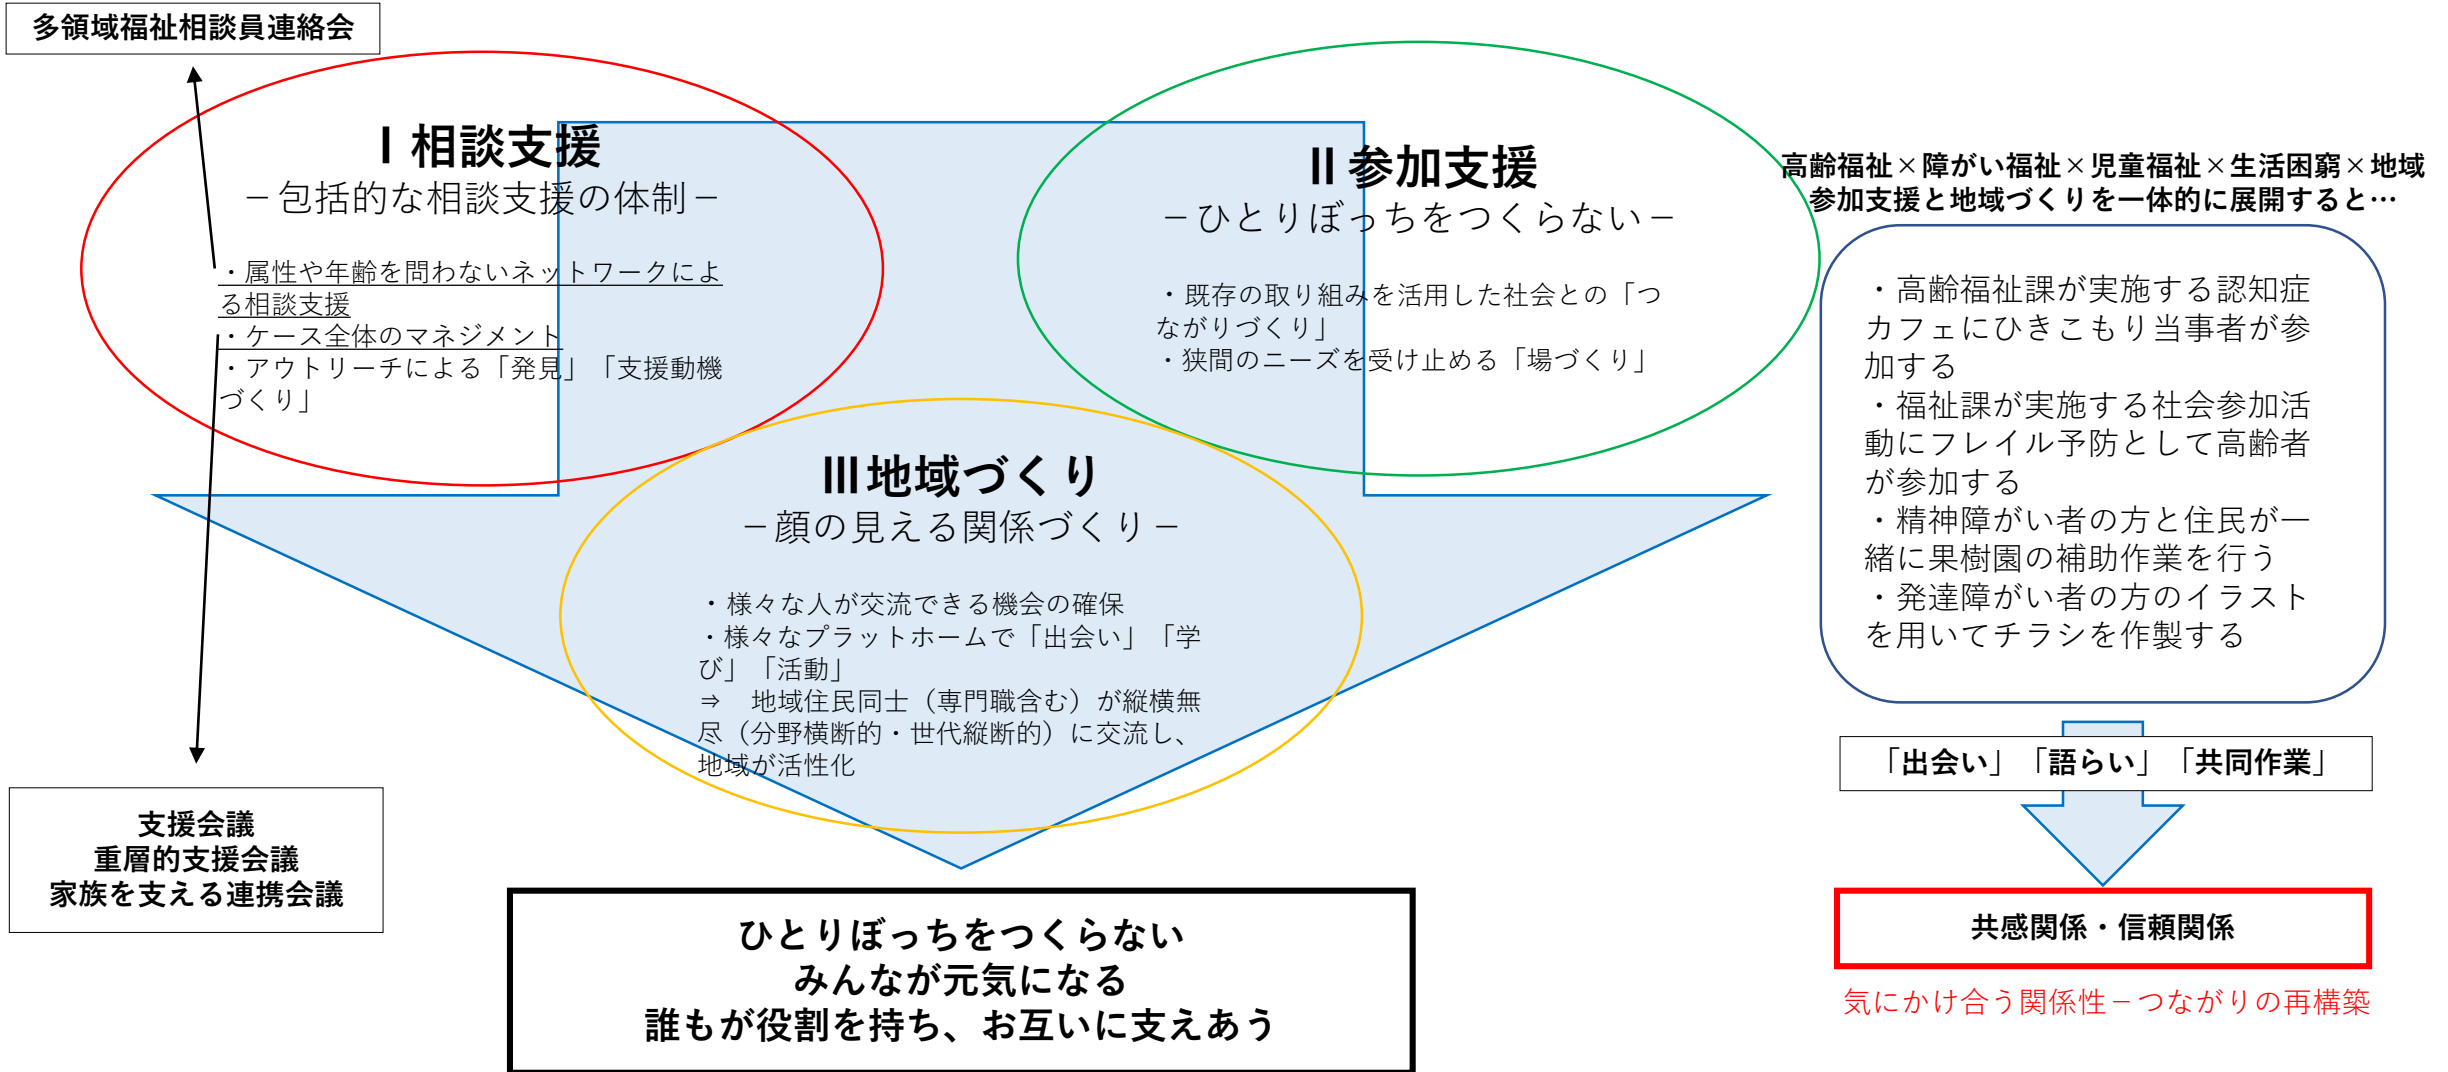 多領域福祉相談員連絡会
Ⅰ相談支援
－包括的な相談支援の体制－
・属性や年齢を問わないネットワークによ
る相談支援
・ケース全体のマネジメント
・アウトリーチによる「発見」「支援動機
づくり」
Ⅱ参加支援
－ひとりぼっちをつくらない－
・既存の取り組みを活用した社会との「つ
ながりづくり」
・狭間のニーズを受け止める「場づくり」
Ⅲ地域づくり
－顔の見える関係づくり－
・様々な人が交流できる機会の確保
・様々なプラットホームで「出会い」「学
び」「活動」
⇒　地域住民同士（専門職含む）が縦横無
尽（分野横断的・世代縦断的）に交流し、
地域が活性化
支援会議
重層的支援会議
家族を支える連携会議
ひとりぼっちをつくらない
みんなが元気になる
誰もが役割を持ち、お互いに支えあう
高齢福祉×障がい福祉×児童福祉×生活困窮×地域
参加支援と地域づくりを一体的に展開すると…
・高齢福祉課が実施する認知症
カフェにひきこもり当事者が参
加する
・福祉課が実施する社会参加活
動にフレイル予防として高齢者
が参加する
・精神障がい者の方と住民が一
緒に果樹園の補助作業を行う
・発達障がい者の方のイラスト
を用いてチラシを作製する
「出会い」「語らい」「共同作業」
共感関係・信頼関係
気にかけ合う関係性－つながりの再構築